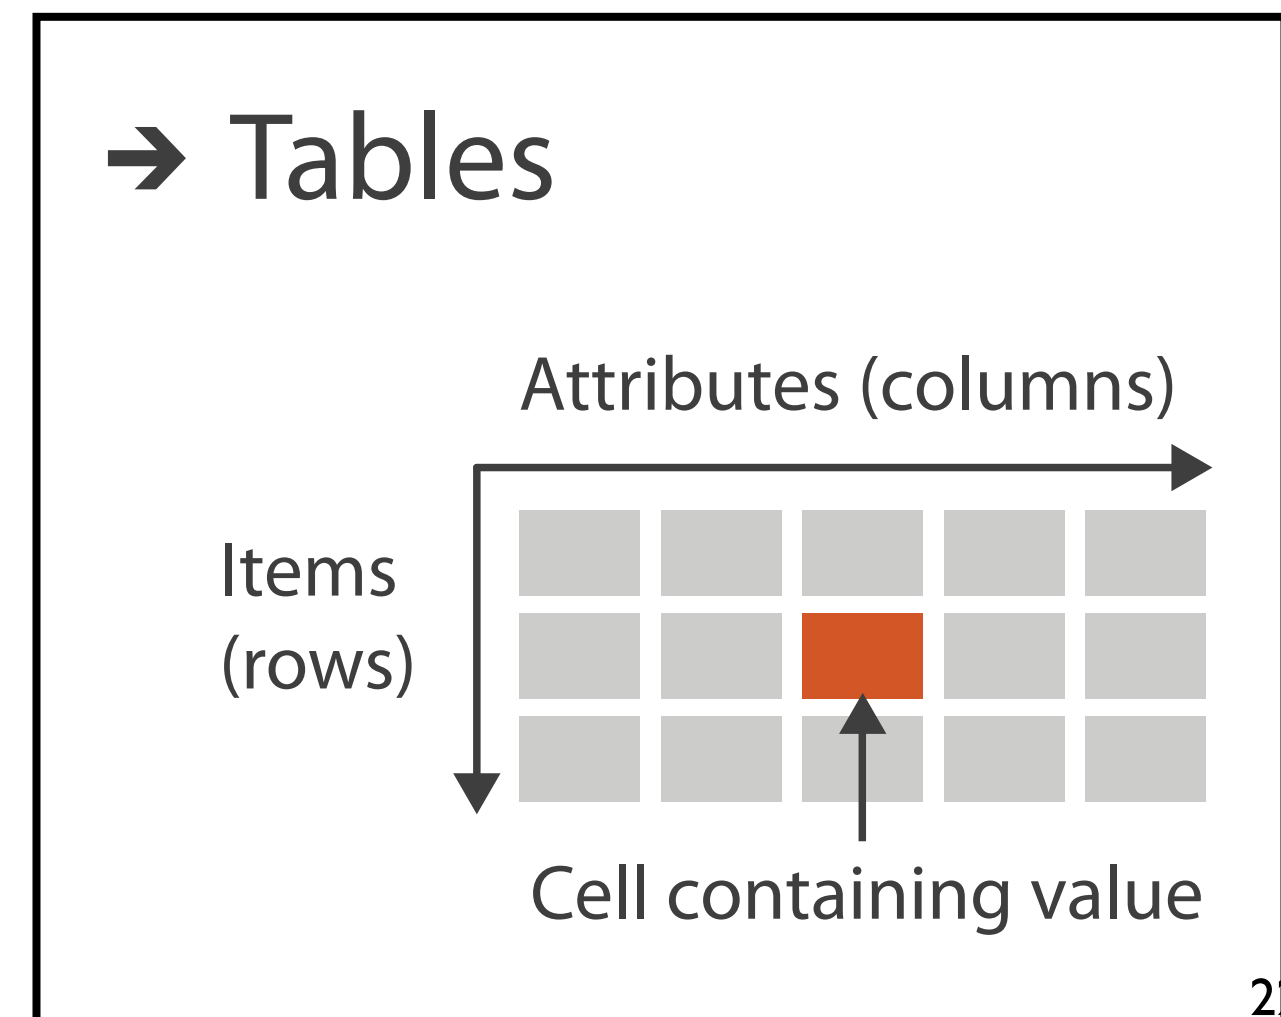 ➔ Tables
Attributes (columns)
Items
(rows)
Cell containing value